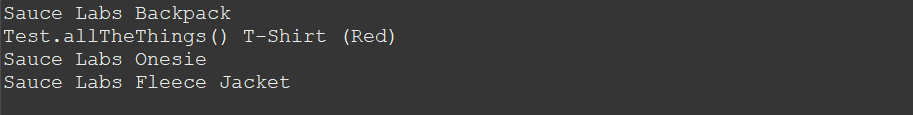 Sauce Labs Backpack
Test.allTheThings() T-Shirt (Red)
Sauce Labs Onesie
Sauce Labs Fleece Jacket